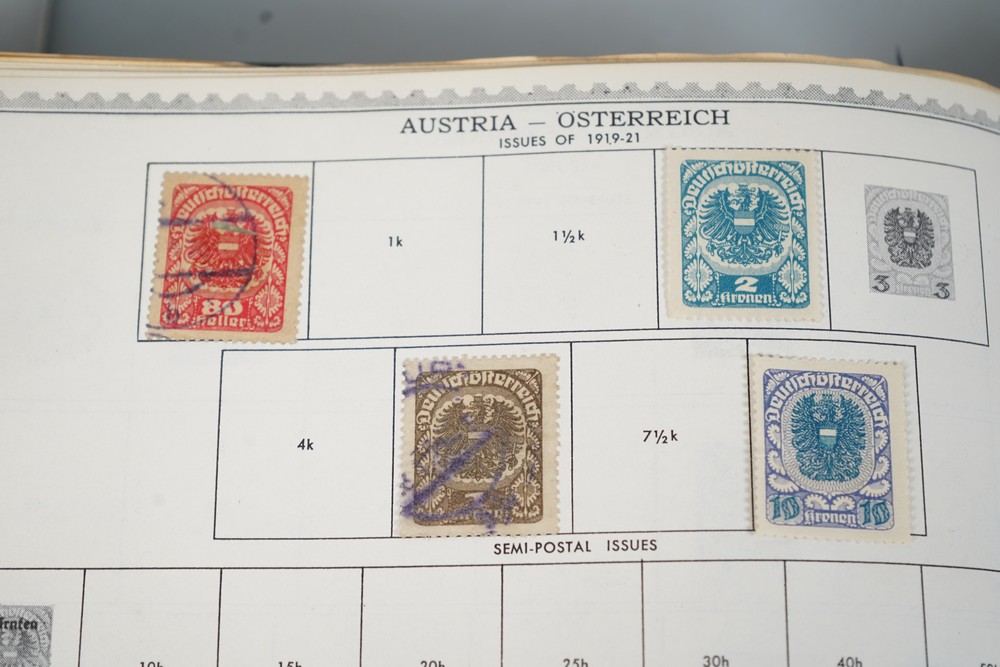 AUSTRIA – ÖSTERREICH
ISSUES OF 1919-21
Deutschösterreich
80
Heller
1k
1½k
Deutschösterreich
2
Kronen
3 3
4k
Deutschösterreich
7½k
Deutschösterreich
10 Kronen 10
SEMI-POSTAL ISSUES
10h
15h
20h
25h
30h
40h